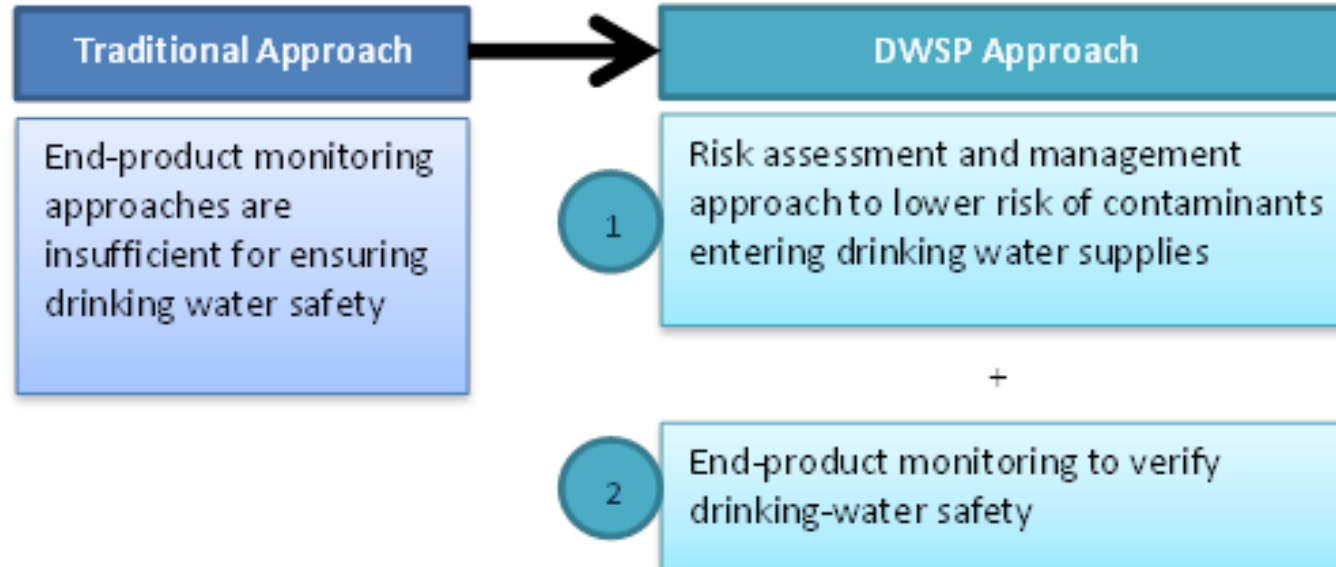 Traditional Approach
DWSP Approach
End-product monitoring
approaches are
insufficient for ensuring
drinking water safety
1
Risk assessment and management
approach to lower risk of contaminants
entering drinking water supplies
+
2
End-product monitoring to verify
drinking-water safety